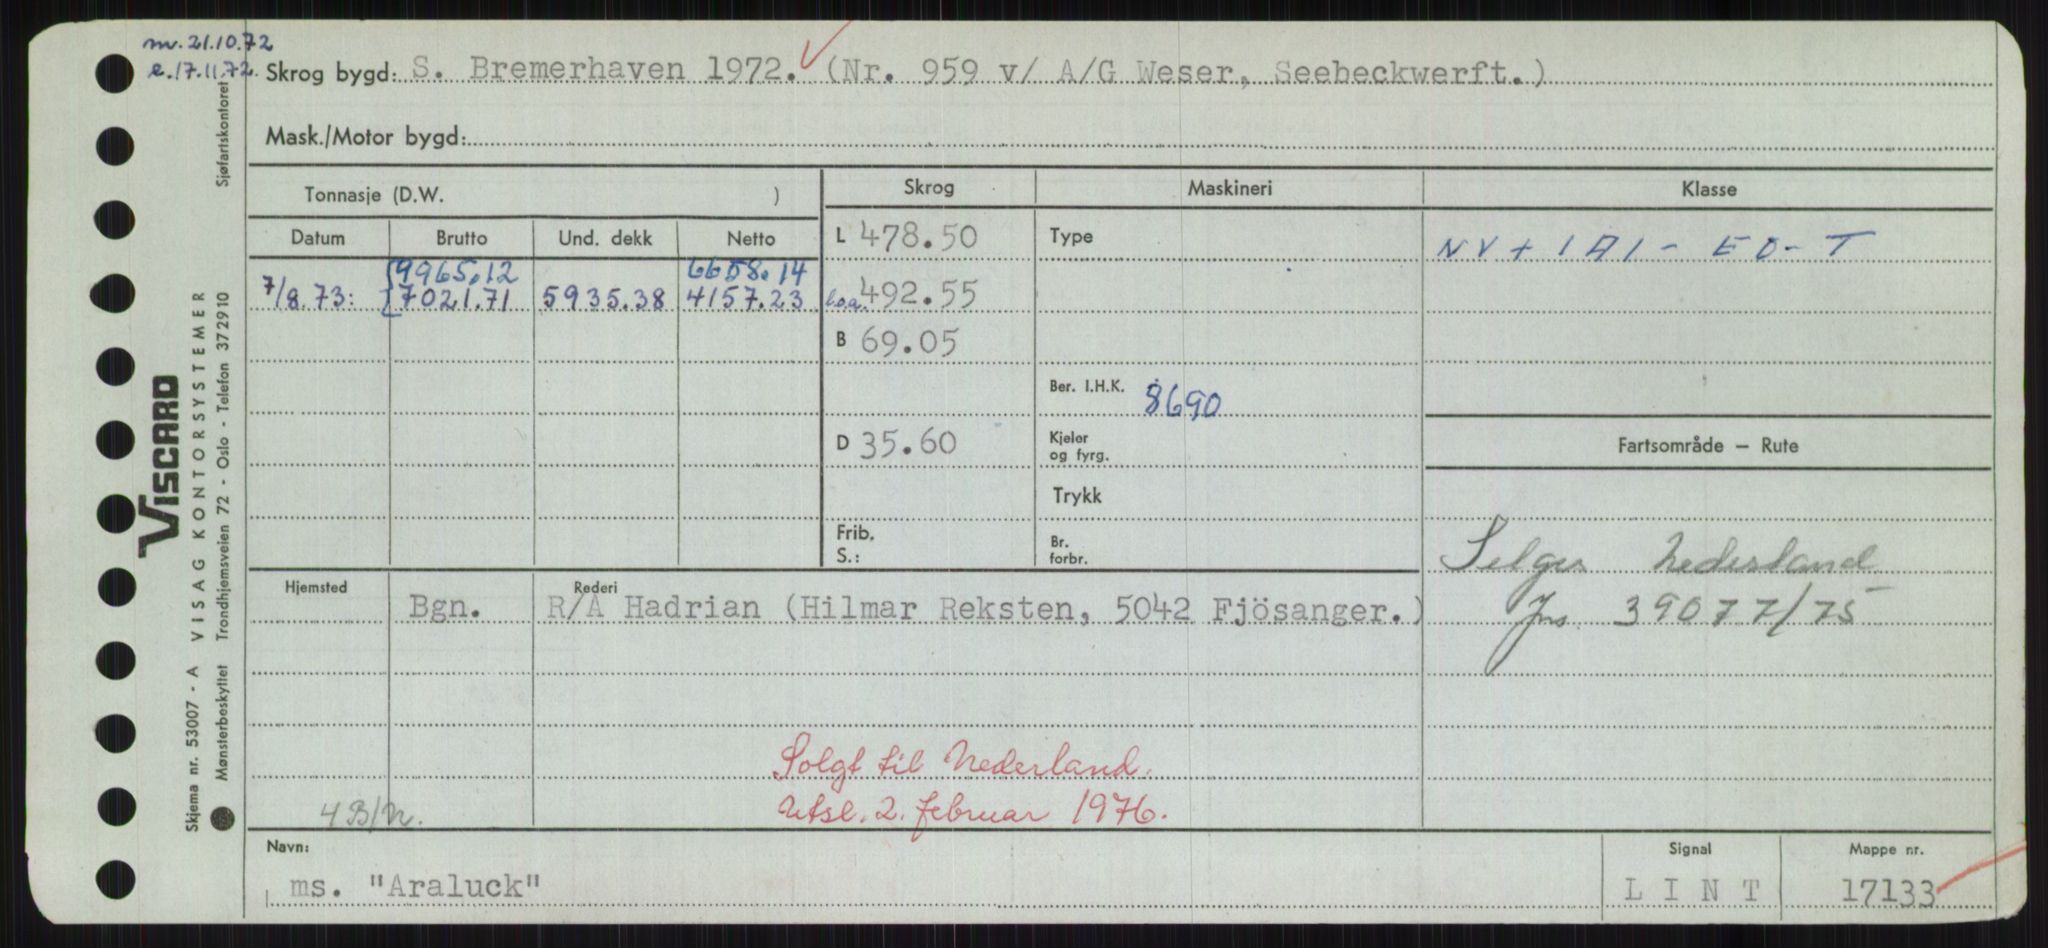 m. 21.10.72
e. 17.11.72.
Skrog bygd: S. Bremerhaven 1972. (Nr. 959 v/ A/G Weser, Seebeckwerft.)
Mask./Motor bygd:
Tonnasje (D.W. )
Skrog
Maskineri
Klasse
Datum
Brutto
Und. dekk
Netto
L 478.50
Type
NV + 1A1 - EO - T
9965.12
6658.14
7/8.73: 7021.71 5935.38 4157.23
l.o.a. 492.55
B 69.05
Ber. I.H.K. 8690
D 35.60
Kjeler
og fyrg.
Fartsområde — Rute
Trykk
Frib.
S.:
Br.
forbr.
Selges Nederland
Jnr. 39077/75
Hjemsted
Rederi
Bgn. R/A Hadrian (Hilmar Reksten, 5042 Fjösanger.)
Solgt til Nederland.
Utsl. 2. februar 1976.
4B/N.
Navn:
ms. "Araluck"
Signal
LINT
Mappe nr.
17133
VISCARD
Skjema nr. 53007 - A VISAG KONTORSYSTEMER
Mønsterbeskyttet Trondhjemsveien 72 - Oslo - Telefon 372910
Sjøfartskontoret